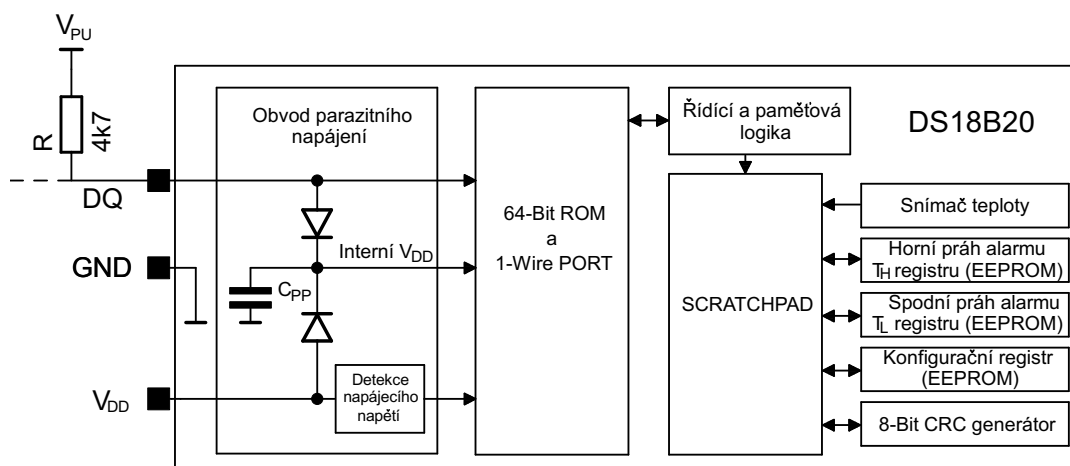 VPU
R
4k7
DQ
GND
VDD
Obvod parazitního
napájení
Interní VDD
CPP
Detekce
napájecího
napětí
64-Bit ROM
a
1-Wire PORT
Řídící a paměťová
logika
DS18B20
SCRATCHPAD
Snímač teploty
Horní práh alarmu
TH registru (EEPROM)
Spodní práh alarmu
TL registru (EEPROM)
Konfigurační registr
(EEPROM)
8-Bit CRC generátor